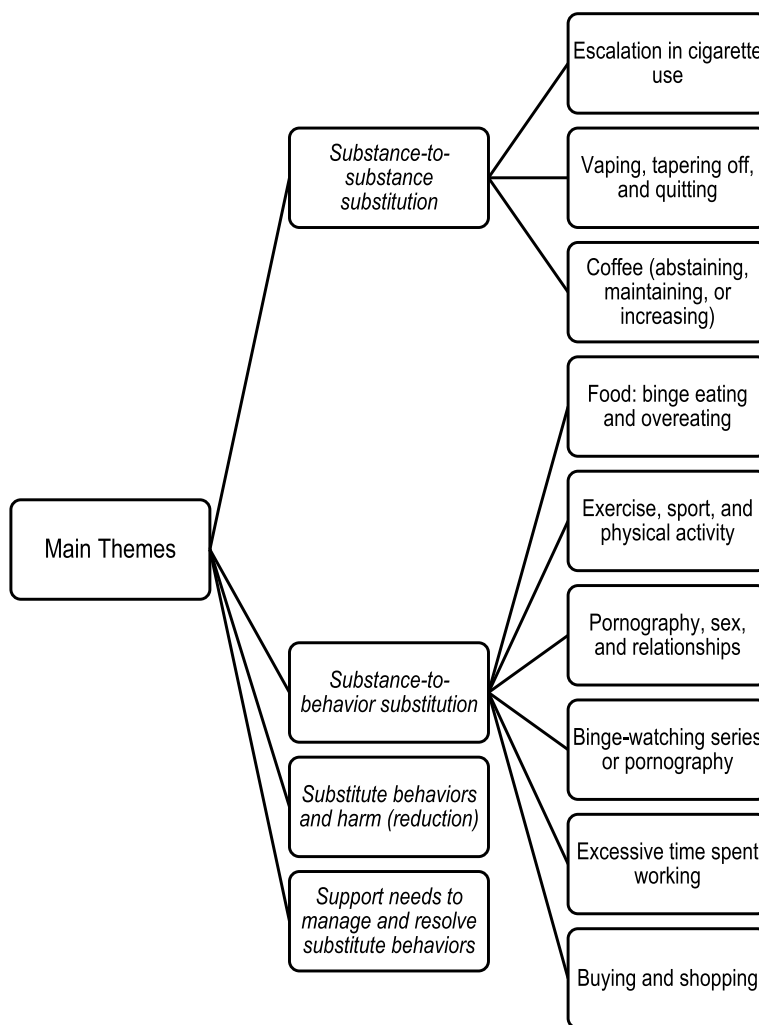 Main Themes
Substance-to-
substance
substitution
Escalation in cigarette
use
Vaping, tapering off,
and quitting
Coffee (abstaining,
maintaining, or
increasing)
Substance-to-
behavior substitution
Food: binge eating
and overeating
Exercise, sport, and
physical activity
Pornography, sex,
and relationships
Binge-watching series
or pornography
Excessive time spent
working
Buying and shopping
Substitute behaviors
and harm (reduction)
Support needs to
manage and resolve
substitute behaviors